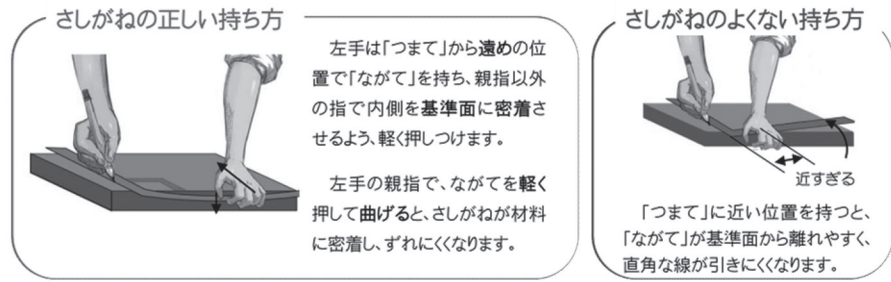 さしがねの正しい持ち方
左手は「つまて」から遠めの位
置で「ながて」を持ち、親指以外
の指で内側を基準面に密着さ
せるよう、軽く押しつけます。
左手の親指で、ながてを軽く
押して曲げると、さしがねが材料
に密着し、ずれにくくなります。
さしがねのよくない持ち方
近すぎる
「つまて」に近い位置を持つと、
「ながて」が基準面から離れやすく、
直角な線が引きにくくなります。